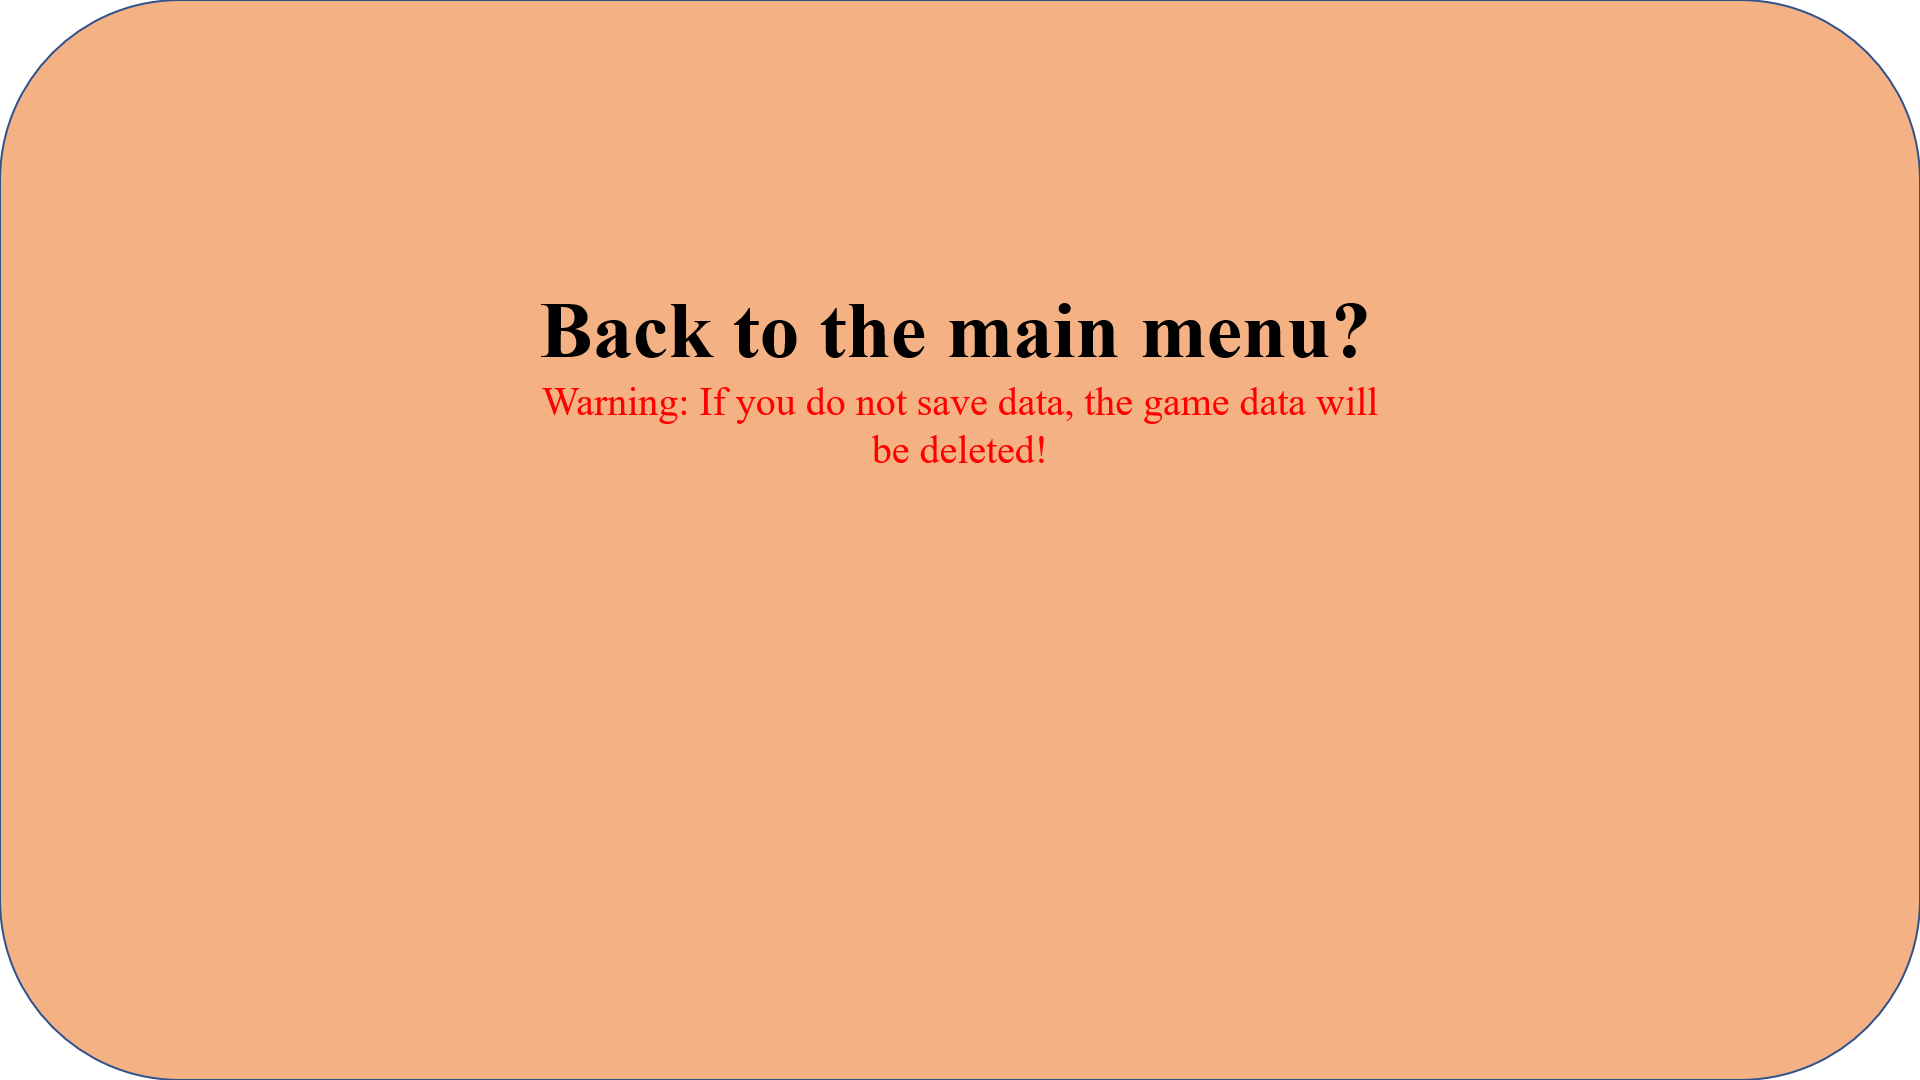 Back to the main menu?
Warning: If you do not save data, the game data will
be deleted!